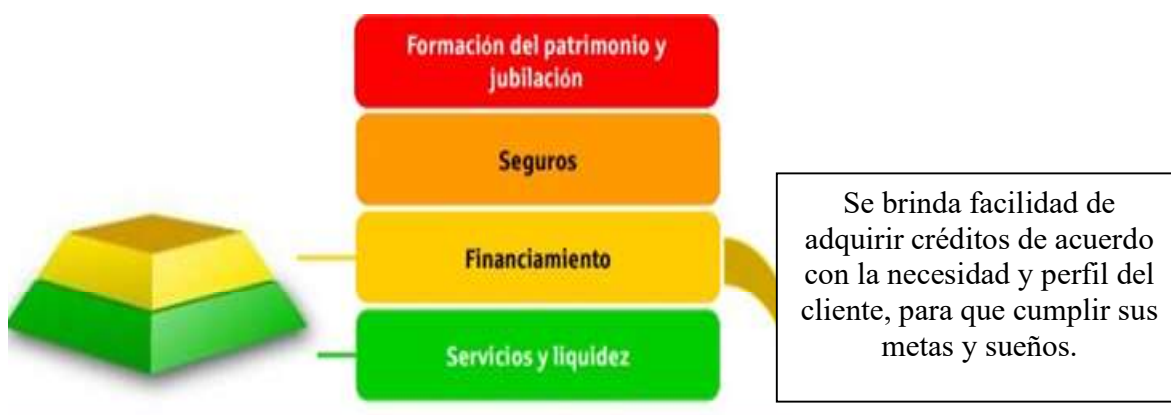 Formación del patrimonio y
jubilación
Seguros
Financiamiento
Servicios y liquidez
Se brinda facilidad de
adquirir créditos de acuerdo
con la necesidad y perfil del
cliente, para que cumplir sus
metas y sueños.